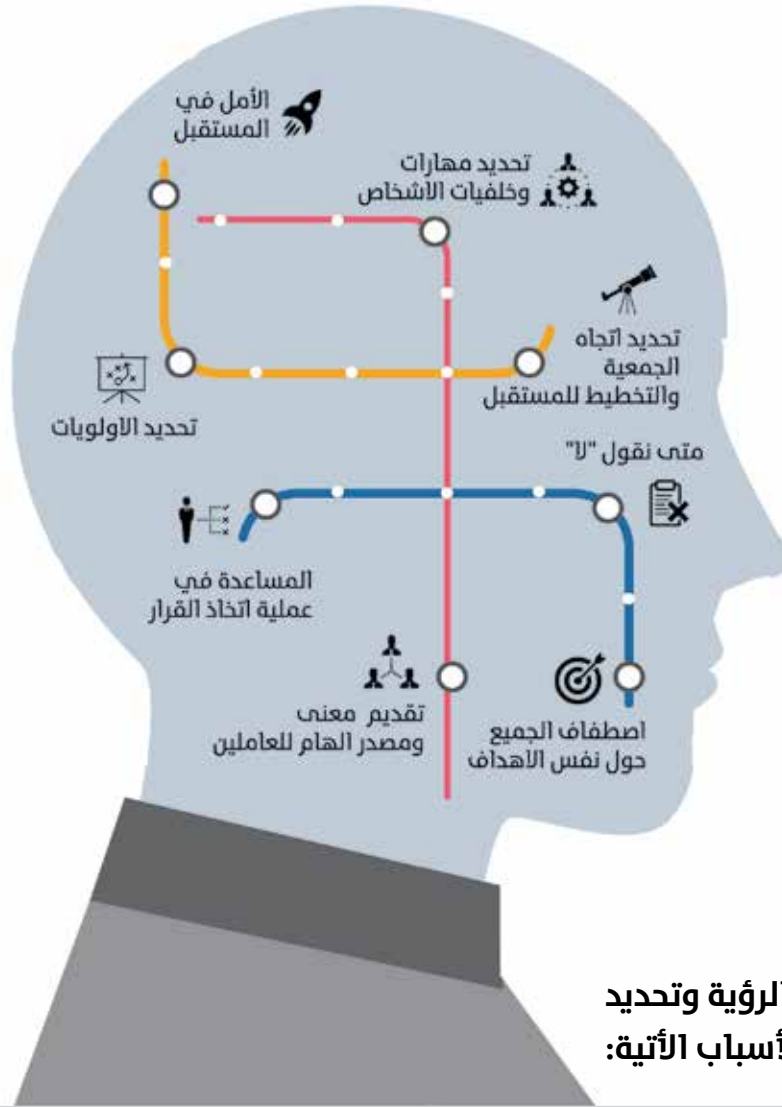 الأمل في
المستقبل
تحديد مهارات
وخلفيات الاشخاص
تحديد اتجاه
الجمعية
والتخطيط للمستقبل
تحديد الاولويات
متى نقول "لا"
المساعدة في
عملية اتخاذ القرار
تقديم معنى
ومصدر الهام للعاملين
اصطفاف الجميع
حول نفس الاهداف
الرؤية وتحديد
الأتية: